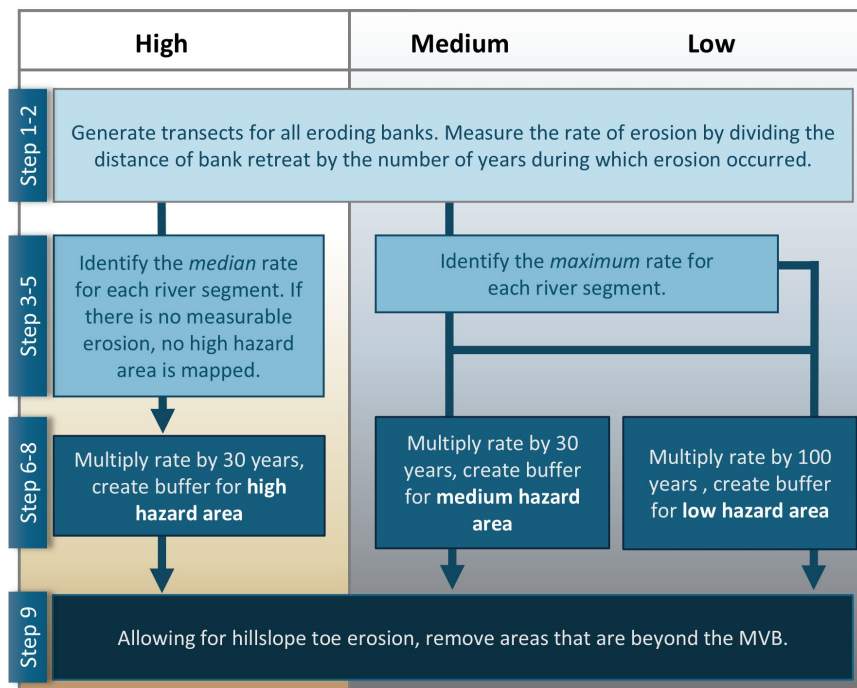 High
Medium
Low
Step 1-2
Generate transects for all eroding banks. Measure the rate of erosion by dividing the
distance of bank retreat by the number of years during which erosion occurred.
Step 3-5
Identify the median rate
for each river segment. If
there is no measurable
erosion, no high hazard
area is mapped.
Identify the maximum rate for
each river segment.
Step 6-8
Multiply rate by 30 years,
create buffer for high
hazard area
Multiply rate by 30
years, create buffer
for medium hazard
area
Multiply rate by 100
years , create buffer
for low hazard area
Step 9
Allowing for hillslope toe erosion, remove areas that are beyond the MVB.